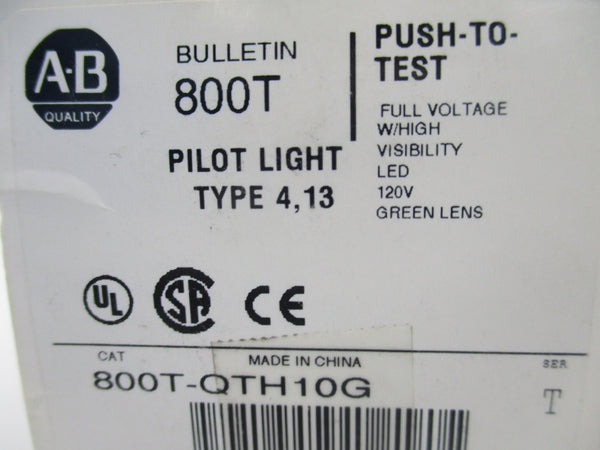 A-B
QUALITY
BULLETIN
800T
PILOT LIGHT
TYPE 4,13
PUSH-TO-
TEST
FULL VOLTAGE
W/HIGH
VISIBILITY
LED
120V
GREEN LENS
UL
SA
CE
CAT
MADE IN CHINA
SER
800T-QTH10G
T